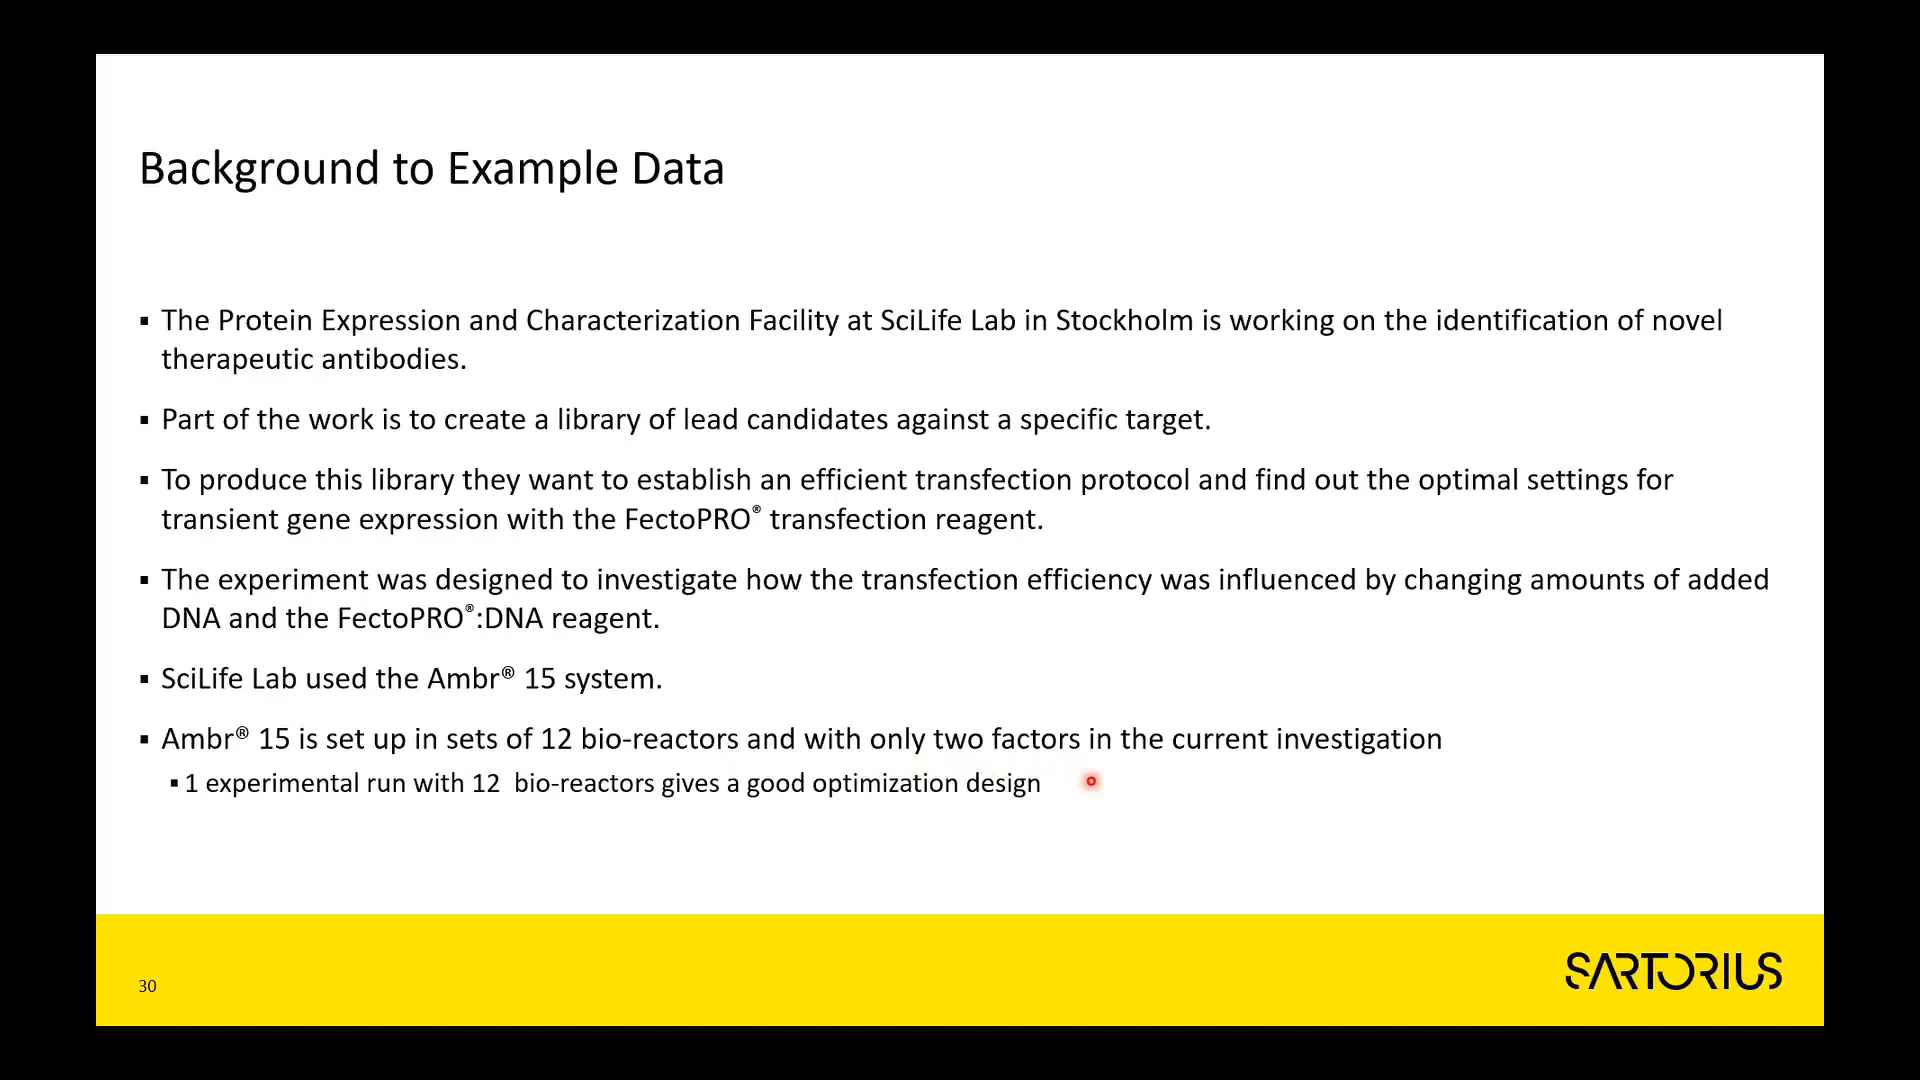 Background to Example Data
▪ The Protein Expression and Characterization Facility at SciLife Lab in Stockholm is working on the identification of novel
therapeutic antibodies.
▪ Part of the work is to create a library of lead candidates against a specific target.
▪ To produce this library they want to establish an efficient transfection protocol and find out the optimal settings for
transient gene expression with the FectoPRO® transfection reagent.
▪ The experiment was designed to investigate how the transfection efficiency was influenced by changing amounts of added
DNA and the FectoPRO®:DNA reagent.
▪ SciLife Lab used the Ambr® 15 system.
▪ Ambr® 15 is set up in sets of 12 bio-reactors and with only two factors in the current investigation
▪ 1 experimental run with 12  bio-reactors gives a good optimization design
30
SARTORIUS